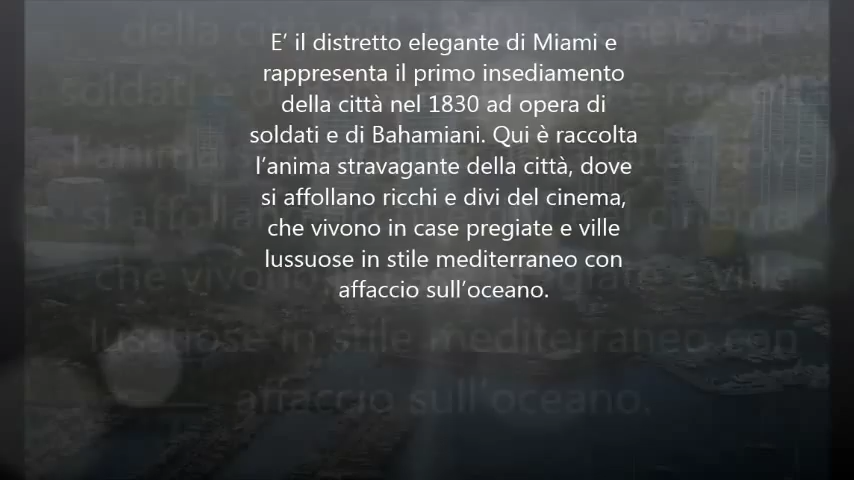 E' il distretto elegante di Miami e
rappresenta il primo insediamento
della città nel 1830 ad opera di
soldati e di Bahamiani. Qui è raccolta
l'anima stravagante della città, dove
si affollano ricchi e divi del cinema,
che vivono in case pregiate e ville
lussuose in stile mediterraneo con
affaccio sull'oceano.